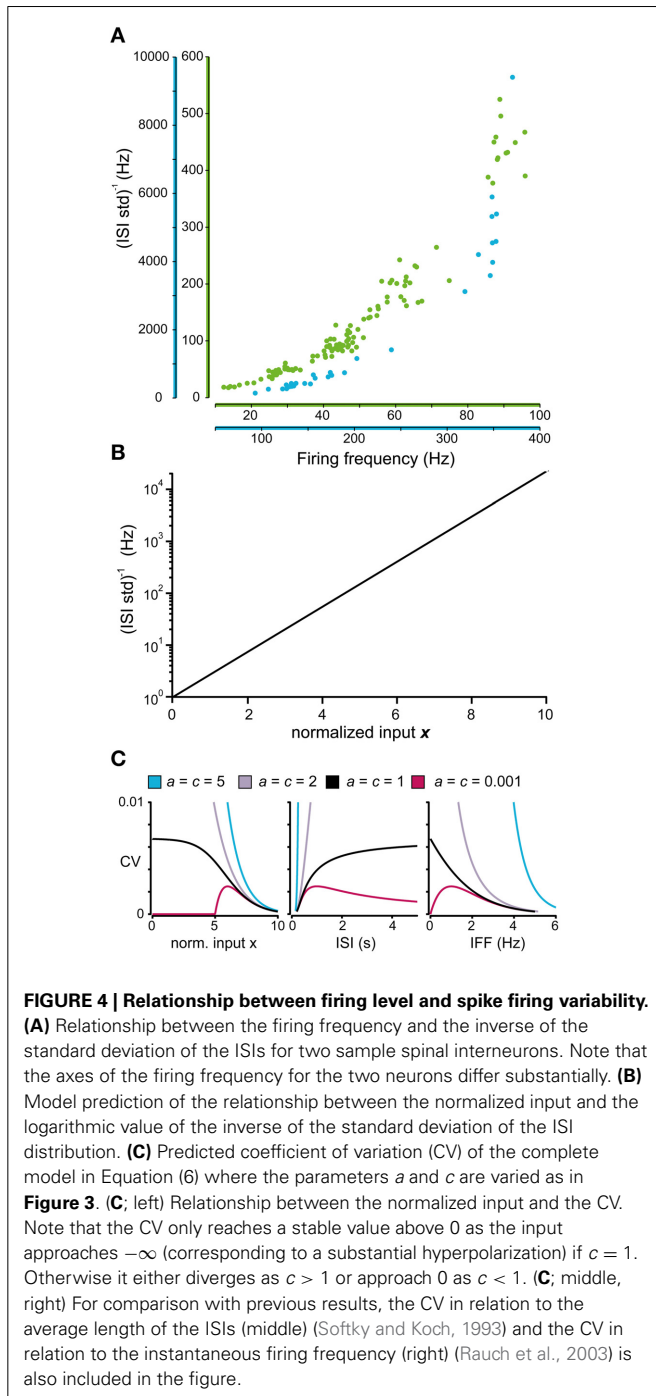 A
10000
600
8000
500
400
6000
300
4000
200
2000
100
0
0
(ISI std)⁻¹ (Hz)
20 40 60 80 100
100 200 300 400
Firing frequency (Hz)
B
10⁴
10³
10²
10¹
10⁰
(ISI std)⁻¹ (Hz)
0 2 4 6 8 10
normalized input x
C
a = c = 5 a = c = 2 a = c = 1 a = c = 0.001
0.01
CV
0
0 5 10
norm. input x
0 2 4
ISI (s)
0 2 4 6
IFF (Hz)
FIGURE 4 | Relationship between firing level and spike firing variability.
(A) Relationship between the firing frequency and the inverse of the
standard deviation of the ISIs for two sample spinal interneurons. Note that
the axes of the firing frequency for the two neurons differ substantially. (B)
Model prediction of the relationship between the normalized input and the
logarithmic value of the inverse of the standard deviation of the ISI
distribution. (C) Predicted coefficient of variation (CV) of the complete
model in Equation (6) where the parameters a and c are varied as in
Figure 3. (C; left) Relationship between the normalized input and the CV.
Note that the CV only reaches a stable value above 0 as the input
approaches −∞ (corresponding to a substantial hyperpolarization) if c = 1.
Otherwise it either diverges as c > 1 or approach 0 as c < 1. (C; middle,
right) For comparison with previous results, the CV in relation to the
average length of the ISIs (middle) (Softky and Koch, 1993) and the CV in
relation to the instantaneous firing frequency (right) (Rauch et al., 2003) is
also included in the figure.